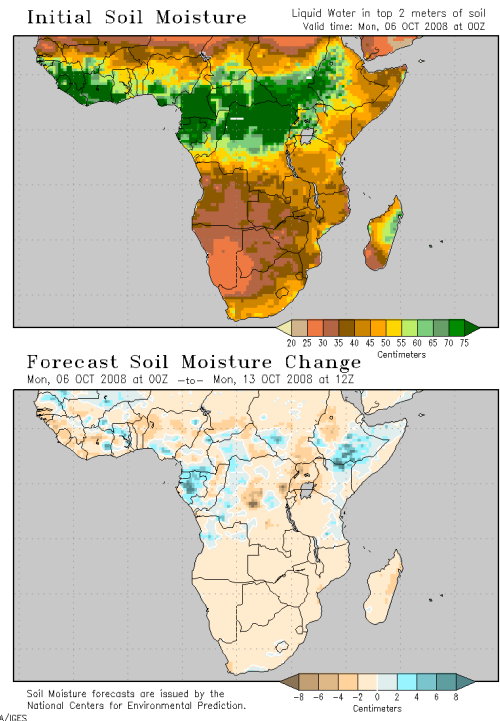 Initial Soil Moisture
Liquid Water in top 2 meters of soil
Valid time: Mon, 06 OCT 2008 at 00Z
20 25 30 35 40 45 50 55 60 65 70 75
Centimeters
Forecast Soil Moisture Change
Mon, 06 OCT 2008 at 00Z -to- Mon, 13 OCT 2008 at 12Z
-8 -6 -4 -2 0 2 4 6 8
Centimeters
Soil Moisture forecasts are issued by the
National Centers for Environmental Prediction.
A/IGES